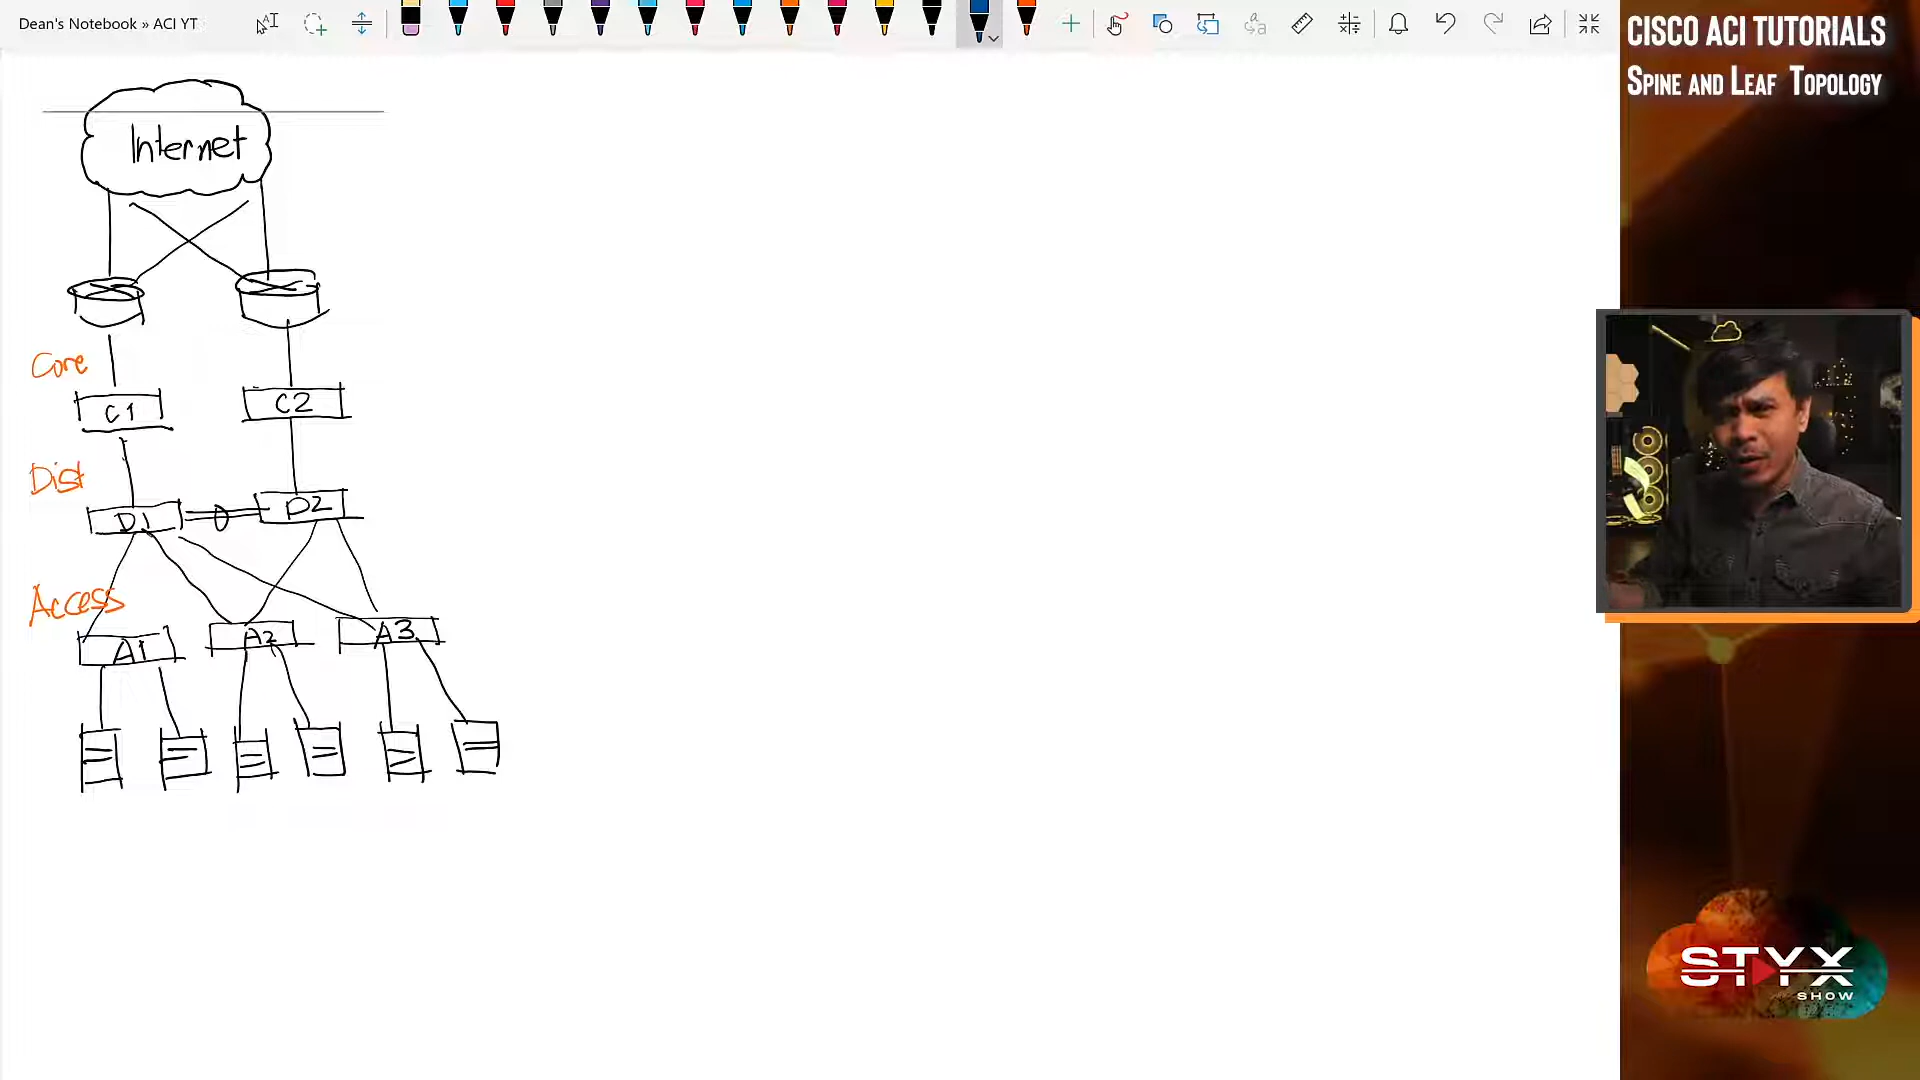 Dean's Notebook » ACI YT
CISCO ACI TUTORIALS
SPINE AND LEAF TOPOLOGY
Internet
Core
C1
C2
Dist
D1
D2
Access
A1
A2
A3
STYX
SHOW